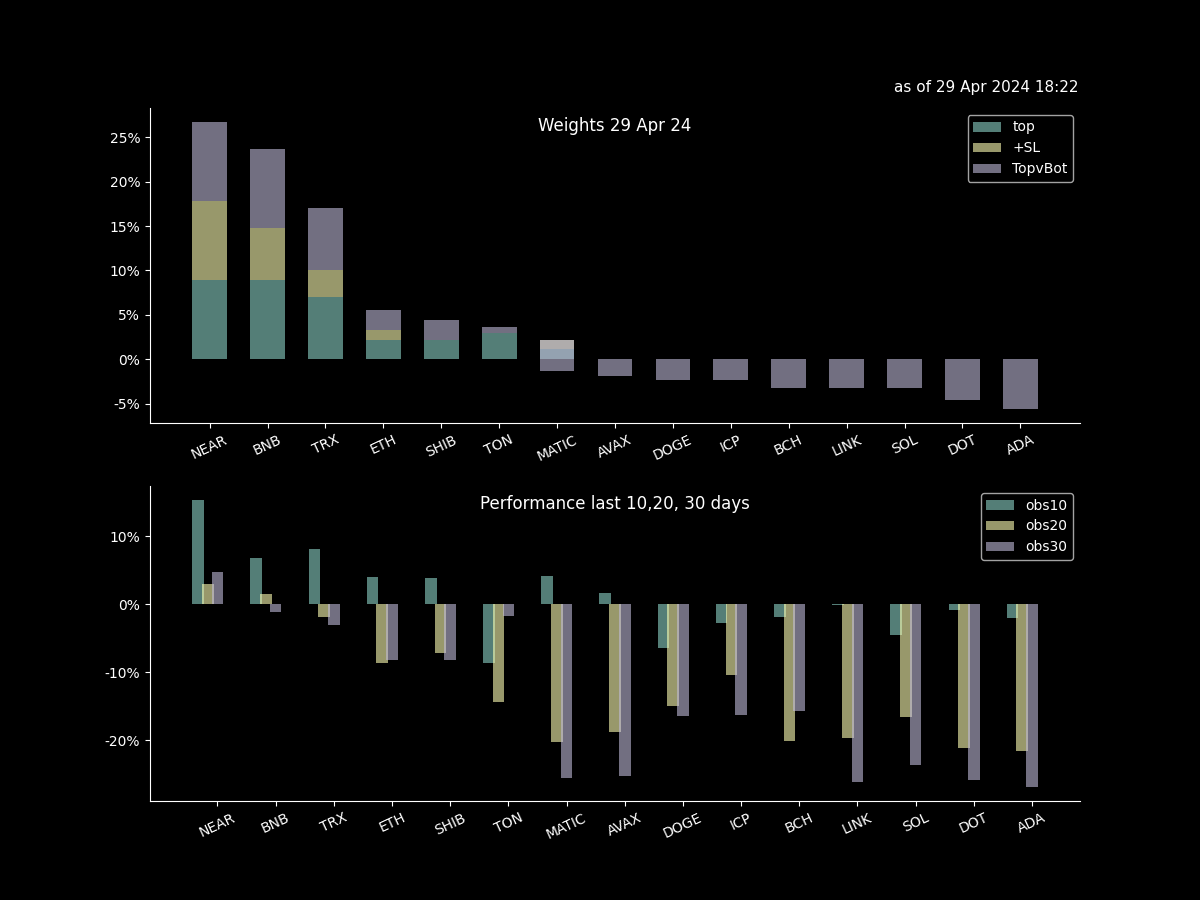 as of 29 Apr 2024 18:22
Weights 29 Apr 24
top
+SL
TopvBot
25%
20%
15%
10%
5%
0%
-5%
NEAR BNB TRX ETH SHIB TON MATIC AVAX DOGE ICP BCH LINK SOL DOT ADA
Performance last 10,20, 30 days
obs10
obs20
obs30
10%
0%
-10%
-20%
NEAR BNB TRX ETH SHIB TON MATIC AVAX DOGE ICP BCH LINK SOL DOT ADA